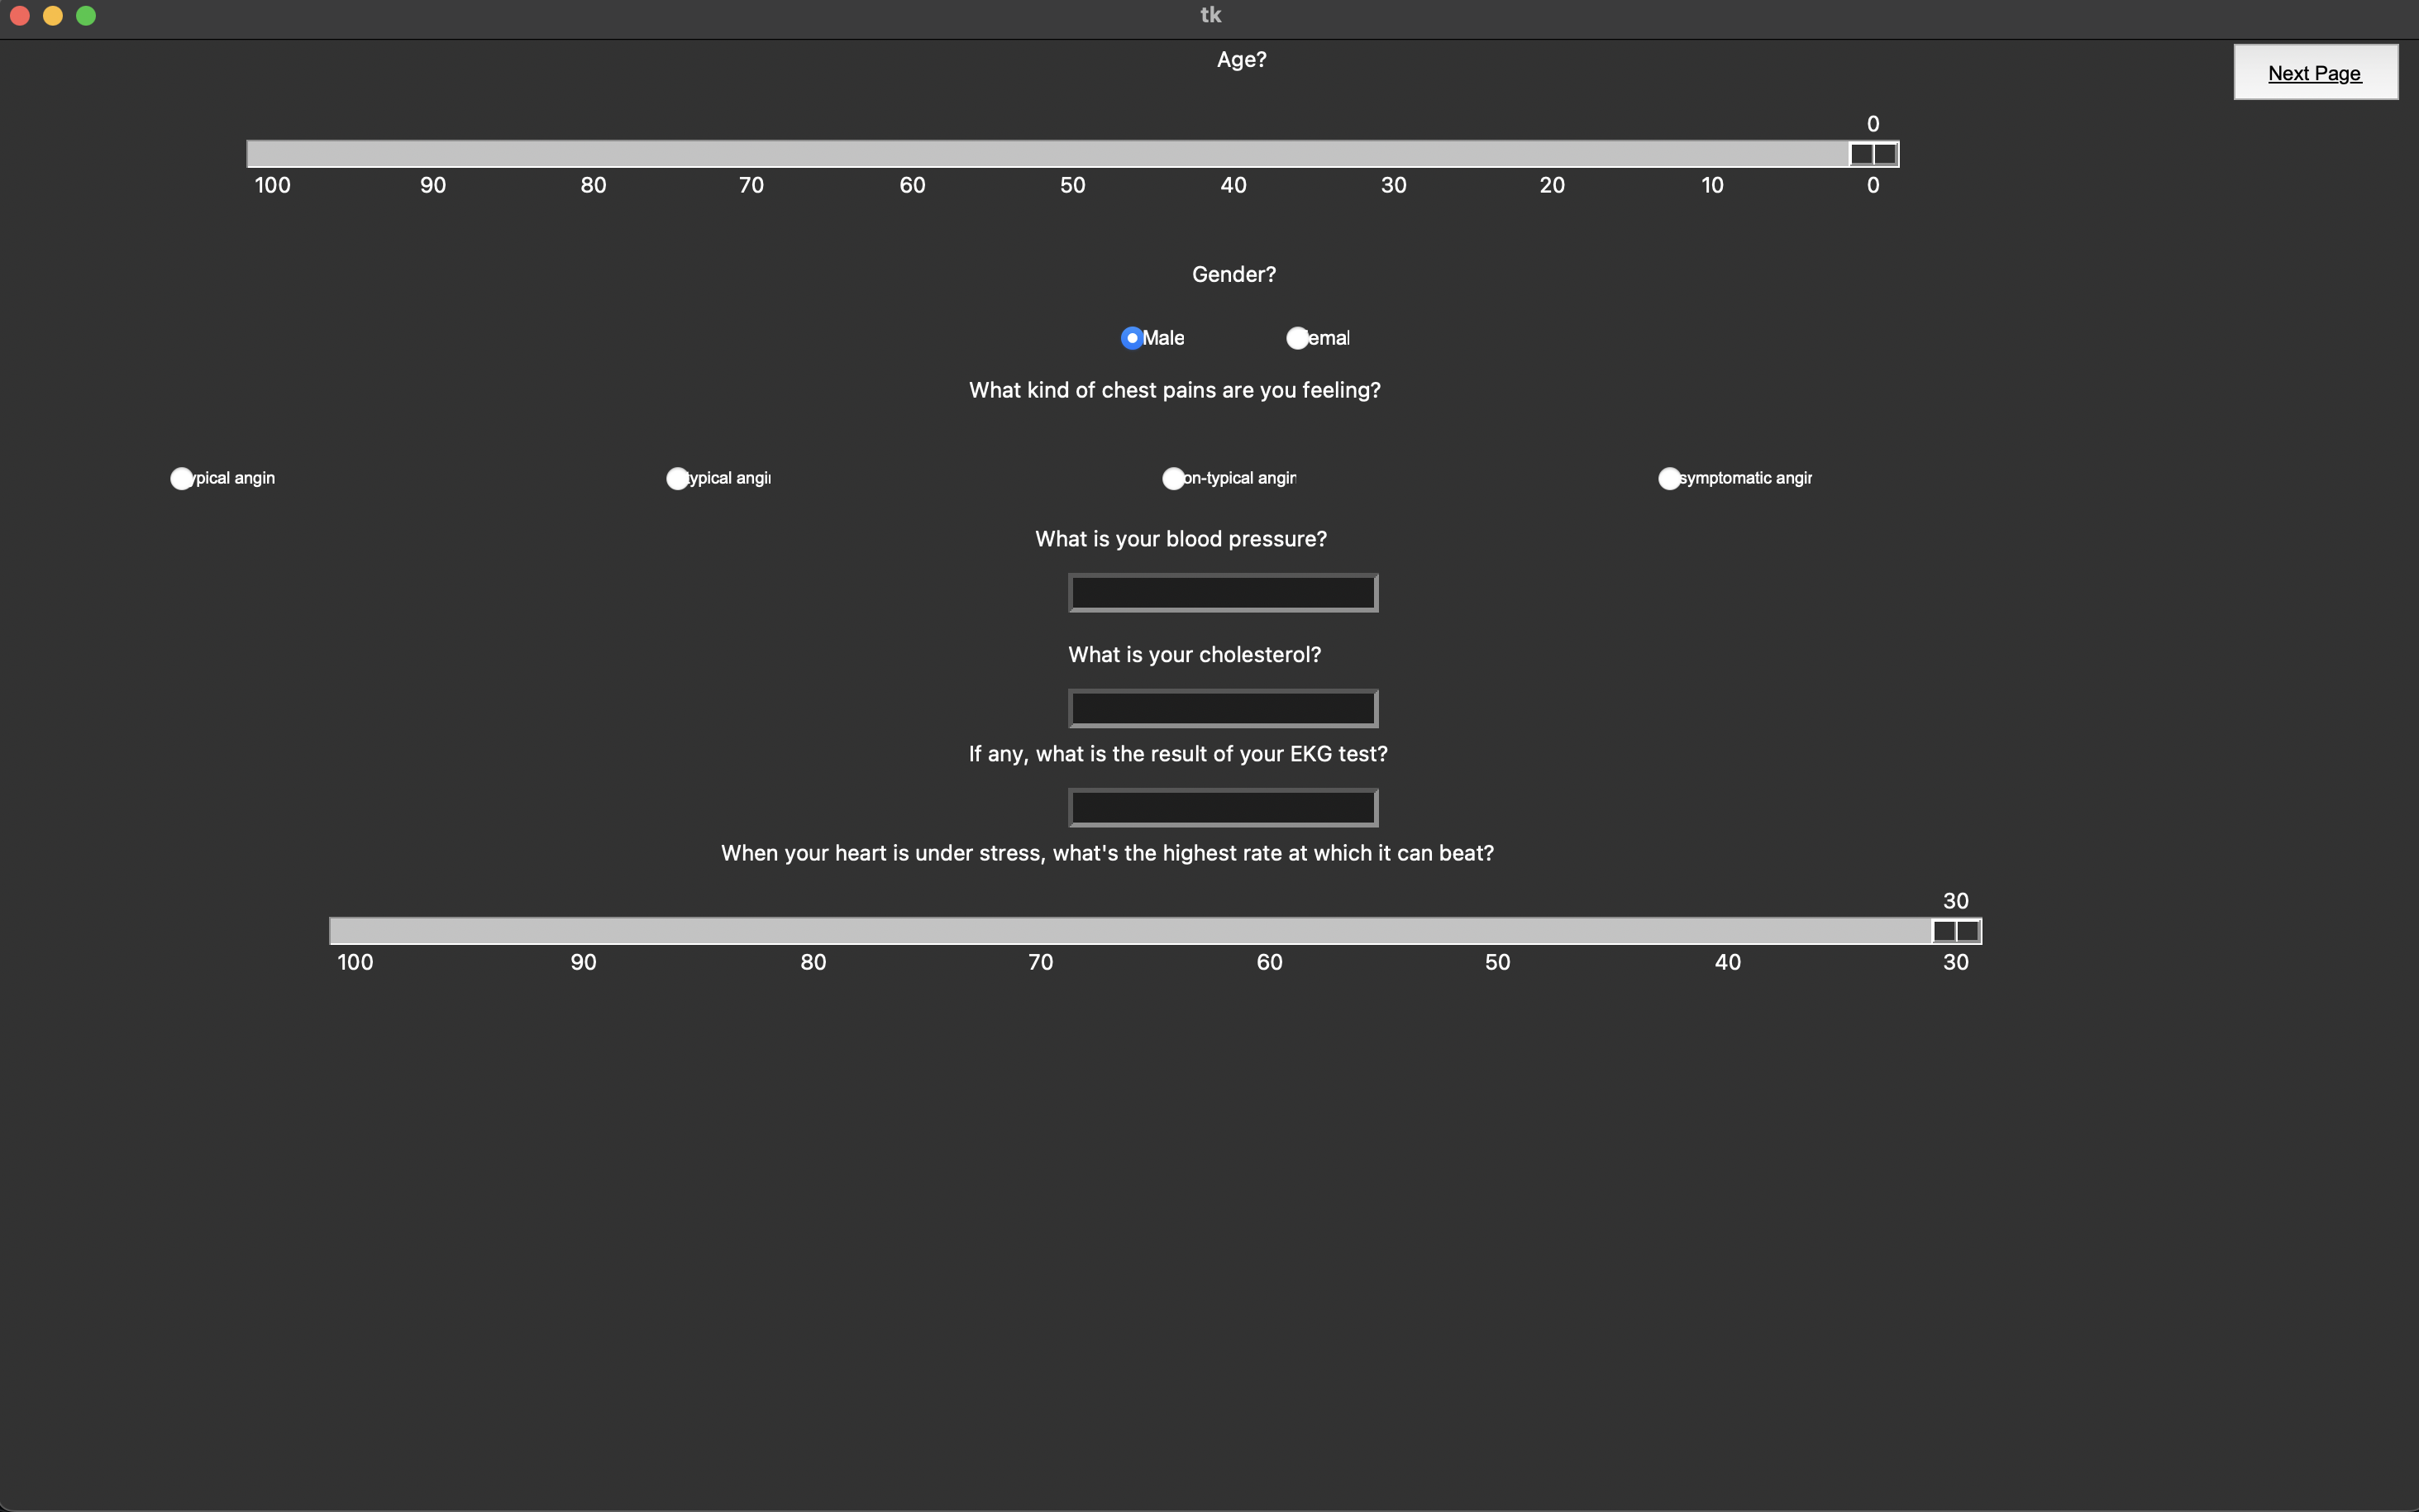 tk
Age?
Next Page
0
100 90 80 70 60 50 40 30 20 10 0
Gender?
Male emal
What kind of chest pains are you feeling?
ypical angin typical angi on-typical angin symptomatic angin
What is your blood pressure?
What is your cholesterol?
If any, what is the result of your EKG test?
When your heart is under stress, what's the highest rate at which it can beat?
30
100 90 80 70 60 50 40 30